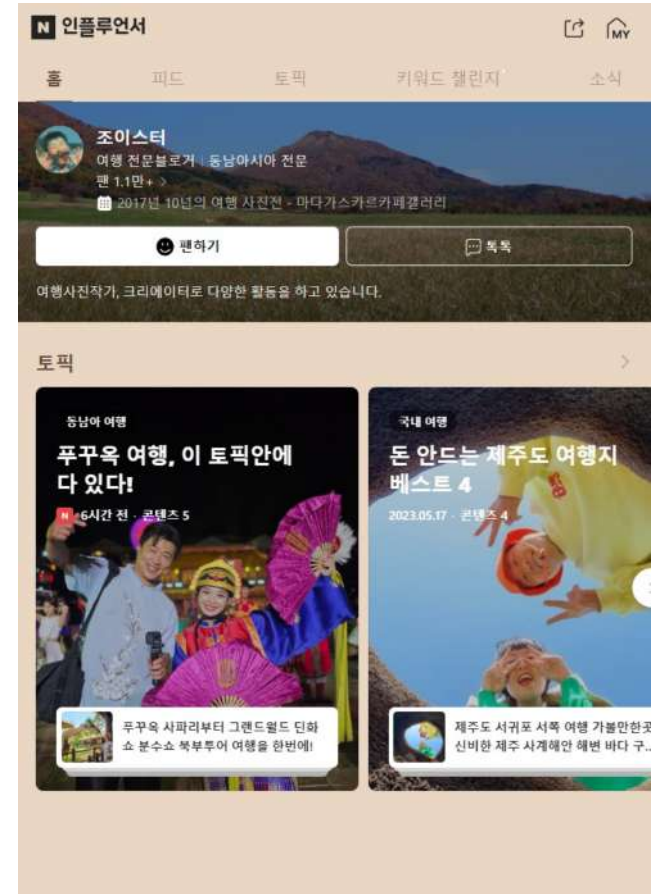 N 인플루언서
MY
홈 피드 토픽 키워드 챌린지 소식
조이스터
여행 전문블로거 | 동남아시아 전문
팬 1.1만+ >
2017년 10년의 여행 사진전 - 마다가스카르카페갤러리
팬하기
톡톡
여행사진작가, 크리에이터로 다양한 활동을 하고 있습니다.
토픽
동남아 여행
푸꾸옥 여행, 이 토픽안에
다 있다!
N 6시간 전 · 콘텐츠 5
푸꾸옥 사파리부터 그랜드월드 딘화
쇼 분수쇼 북부투어 여행을 한번에!
국내 여행
돈 안드는 제주도 여행지
베스트 4
2023.05.17 · 콘텐츠 4
제주도 서귀포 서쪽 여행 가볼만한곳
신비한 제주 사계해안 해변 바다 구...